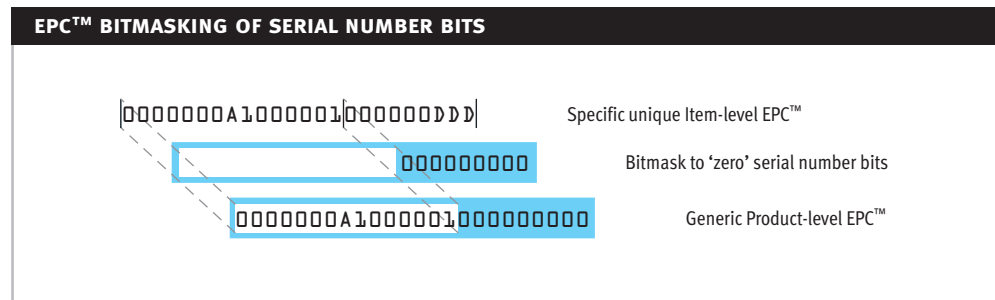 EPC™ BITMASKING OF SERIAL NUMBER BITS
0000000A1000001000000DDD Specific unique Item-level EPC™
000000000 Bitmask to ‘zero’ serial number bits
0000000A1000001000000000 Generic Product-level EPC™